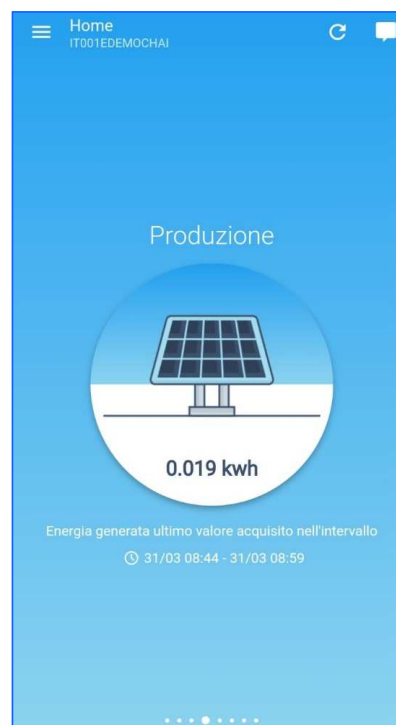 Home
IT001EDEMOCHAI
Produzione
0.019 kwh
Energia generata ultimo valore acquisito nell'intervallo
31/03 08:44 - 31/03 08:59